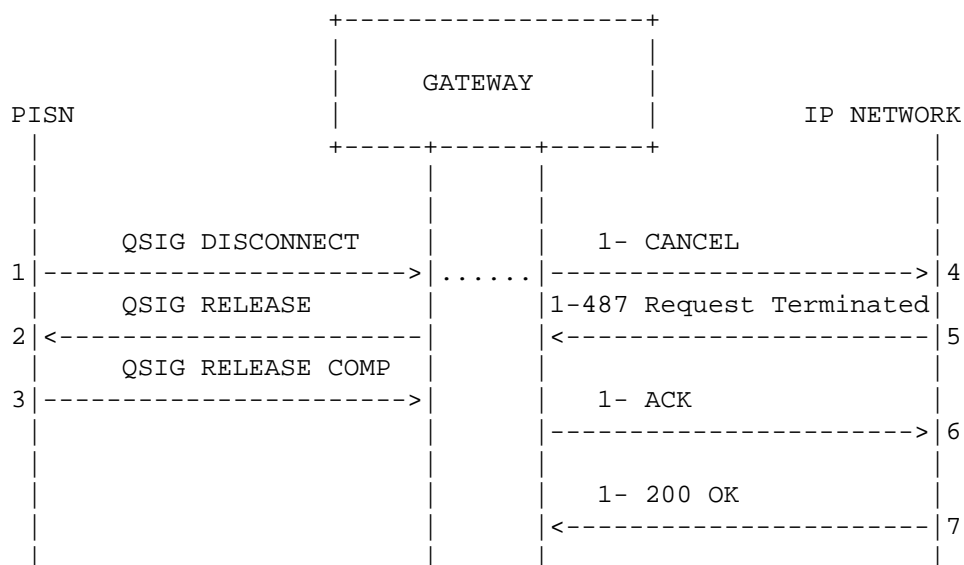 GATEWAY
PISN IP NETWORK
QSIG DISCONNECT 1- CANCEL
1 ...... 4
QSIG RELEASE 1-487 Request Terminated
2 5
QSIG RELEASE COMP
3 1- ACK
6
1- 200 OK
7